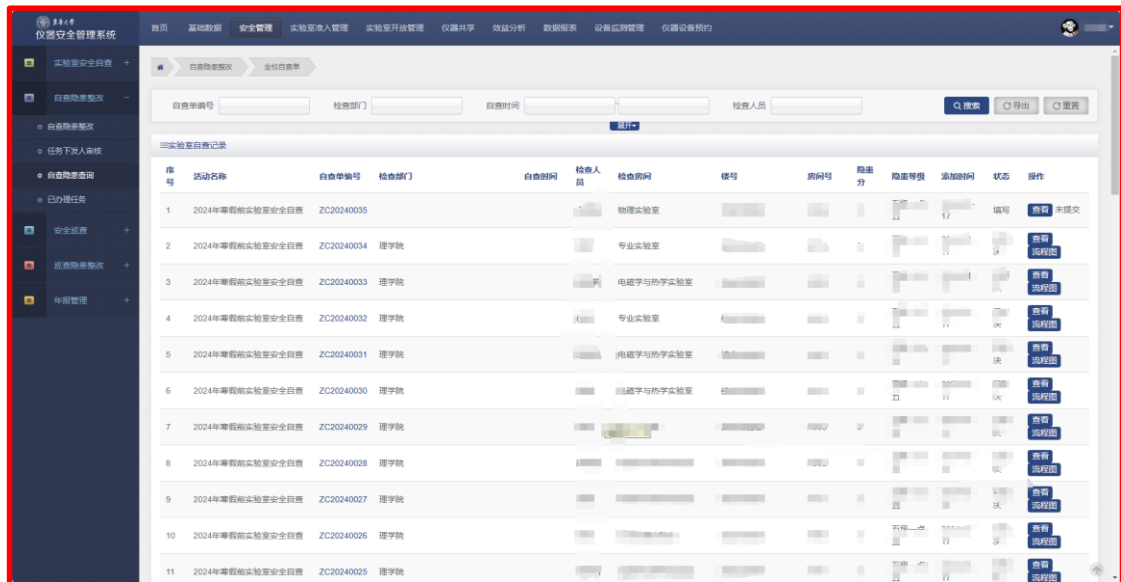 仪器安全管理系统
首页 基础数据 安全管理 实验室准入管理 实验室开放管理 仪器共享 效益分析 数据报表 设备监测管理 仪器设备预约
实验室安全自查 +
自查隐患整改 > 全校自查单
自查隐患整改 −
自查单编号 检查部门 自查时间 - 检查人员 搜索 导出 重置
展开
自查隐患整改
任务下发人审核
自查隐患查询
已办理任务
安全巡查 +
巡查隐患整改 +
年报管理 +
实验室自查记录
序号 活动名称 自查单编号 检查部门 自查时间 检查人员 检查房间 楼号 房间号 隐患分 隐患等级 添加时间 状态 操作
1 2024年寒假前实验室安全自查 ZC20240035 物理实验室 17 填写 查看 未提交
2 2024年寒假前实验室安全自查 ZC20240034 理学院 专业实验室 查看 流程图
3 2024年寒假前实验室安全自查 ZC20240033 理学院 电磁学与热学实验室 查看 流程图
4 2024年寒假前实验室安全自查 ZC20240032 理学院 专业实验室 查看 流程图
5 2024年寒假前实验室安全自查 ZC20240031 理学院 电磁学与热学实验室 决 查看 流程图
6 2024年寒假前实验室安全自查 ZC20240030 理学院 磁学与热学实验室 查看 流程图
7 2024年寒假前实验室安全自查 ZC20240029 理学院 查看 流程图
8 2024年寒假前实验室安全自查 ZC20240028 理学院 查看 流程图
9 2024年寒假前实验室安全自查 ZC20240027 理学院 查看 流程图
10 2024年寒假前实验室安全自查 ZC20240026 理学院 查看 流程图
11 2024年寒假前实验室安全自查 ZC20240025 理学院 查看 流程图